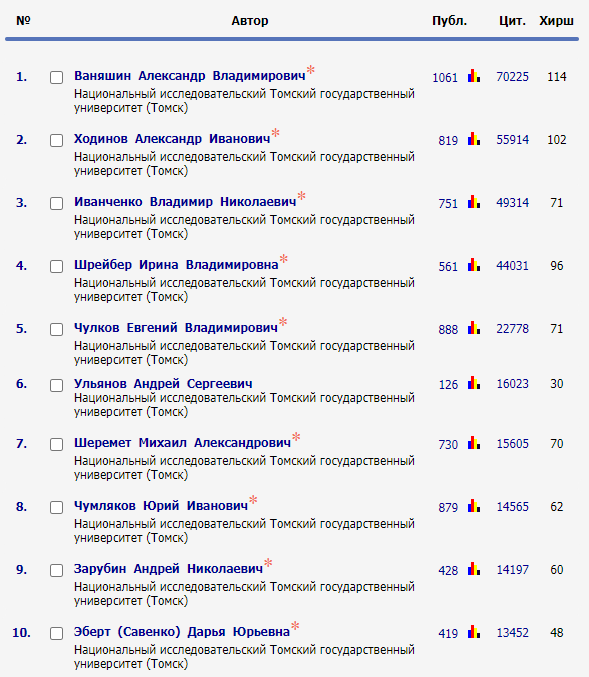 № Автор Публ. Цит. Хирш
1. Ваняшин Александр Владимирович* 1061 70225 114
Национальный исследовательский Томский государственный
университет (Томск)
2. Ходинов Александр Иванович* 819 55914 102
Национальный исследовательский Томский государственный
университет (Томск)
3. Иванченко Владимир Николаевич* 751 49314 71
Национальный исследовательский Томский государственный
университет (Томск)
4. Шрейбер Ирина Владимировна* 561 44031 96
Национальный исследовательский Томский государственный
университет (Томск)
5. Чулков Евгений Владимирович* 888 22778 71
Национальный исследовательский Томский государственный
университет (Томск)
6. Ульянов Андрей Сергеевич 126 16023 30
Национальный исследовательский Томский государственный
университет (Томск)
7. Шеремет Михаил Александрович* 730 15605 70
Национальный исследовательский Томский государственный
университет (Томск)
8. Чумляков Юрий Иванович* 879 14565 62
Национальный исследовательский Томский государственный
университет (Томск)
9. Зарубин Андрей Николаевич* 428 14197 60
Национальный исследовательский Томский государственный
университет (Томск)
10. Эберт (Савенко) Дарья Юрьевна* 419 13452 48
Национальный исследовательский Томский государственный
университет (Томск)